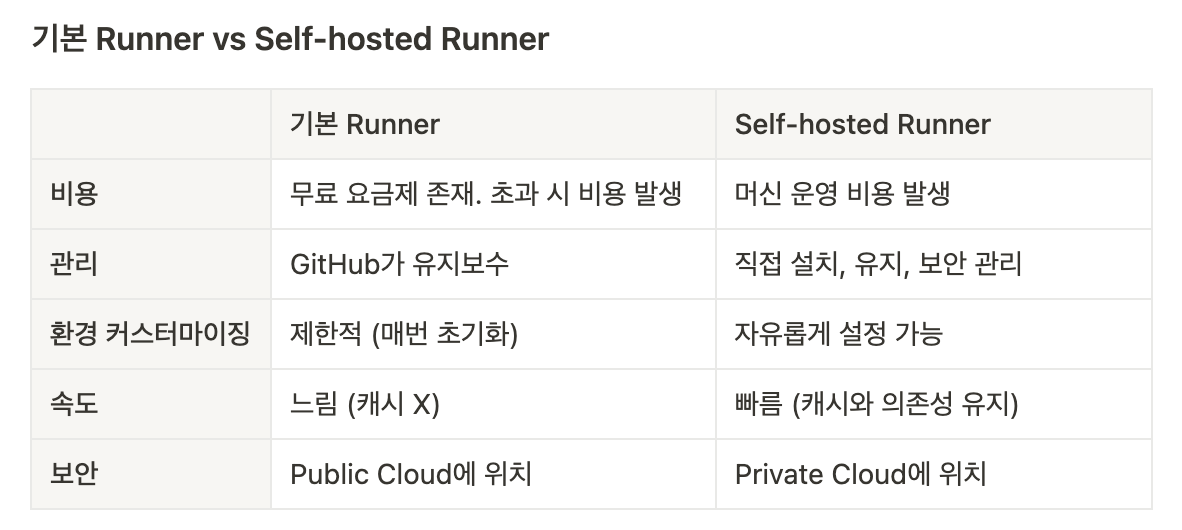 기본 Runner vs Self-hosted Runner
기본 Runner Self-hosted Runner
비용 무료 요금제 존재. 초과 시 비용 발생 머신 운영 비용 발생
관리 GitHub가 유지보수 직접 설치, 유지, 보안 관리
환경 커스터마이징 제한적 (매번 초기화) 자유롭게 설정 가능
속도 느림 (캐시 X) 빠름 (캐시와 의존성 유지)
보안 Public Cloud에 위치 Private Cloud에 위치